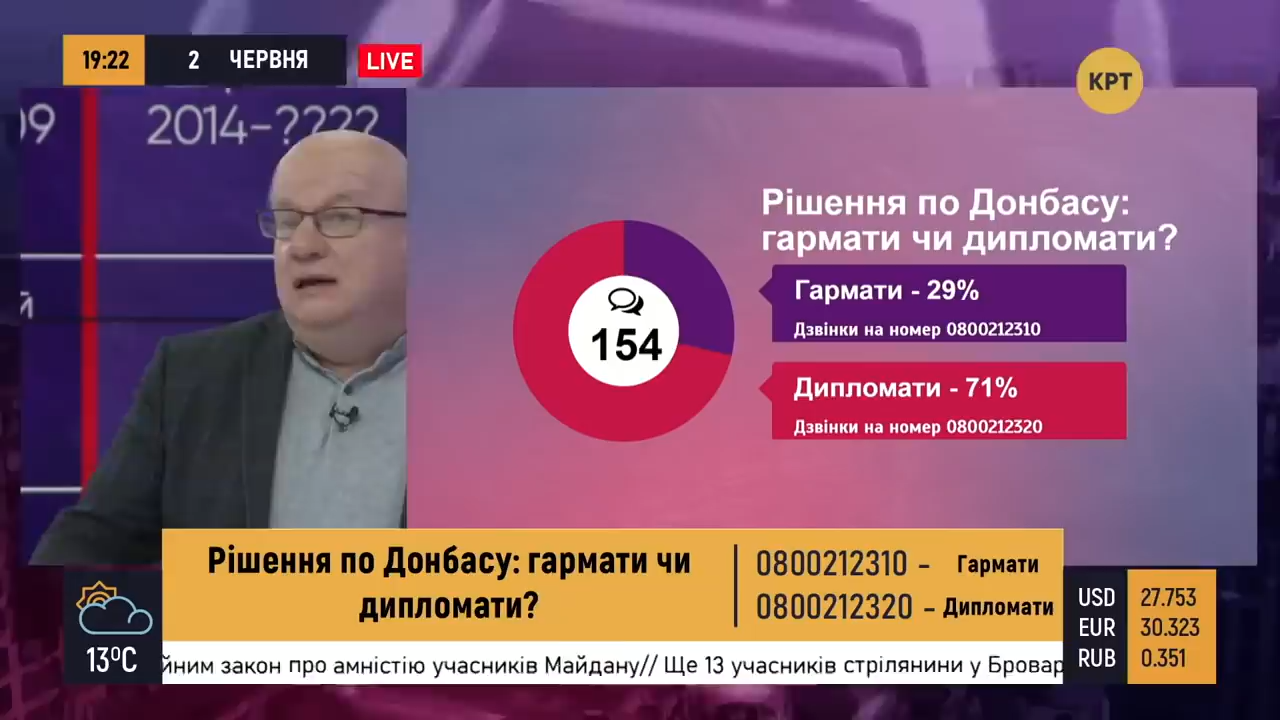 19:22
2 ЧЕРВНЯ
LIVE
КРТ
09
2014-????
й
Рішення по Донбасу:
гармати чи дипломати?
154
Гармати - 29%
Дзвінки на номер 0800212310
Дипломати - 71%
Дзвінки на номер 0800212320
Рішення по Донбасу: гармати чи
дипломати?
0800212310 - Гармати
0800212320 - Дипломати
USD 27.753
EUR 30.323
RUB 0.351
13°C
йним закон про амністію учасників Майдану// Ще 13 учасників стрілянини у Бровар